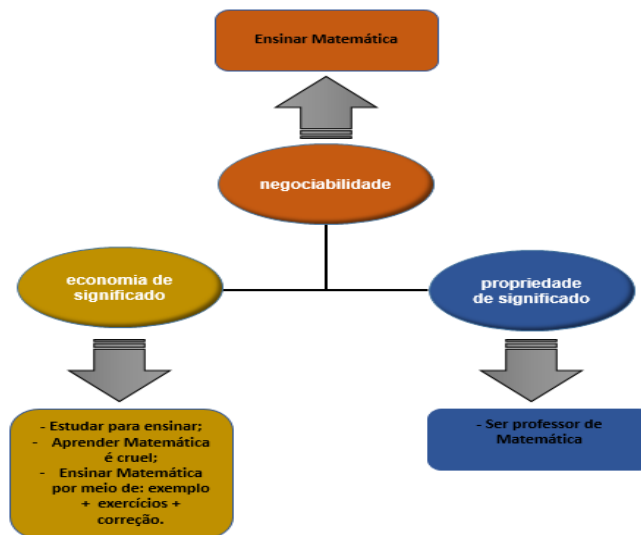 Ensinar Matemática
negociabilidade
economia de
significado
propriedade
de significado
- Estudar para ensinar;
- Aprender Matemática
é cruel;
- Ensinar Matemática
por meio de: exemplo
+ exercícios +
correção.
- Ser professor de
Matemática